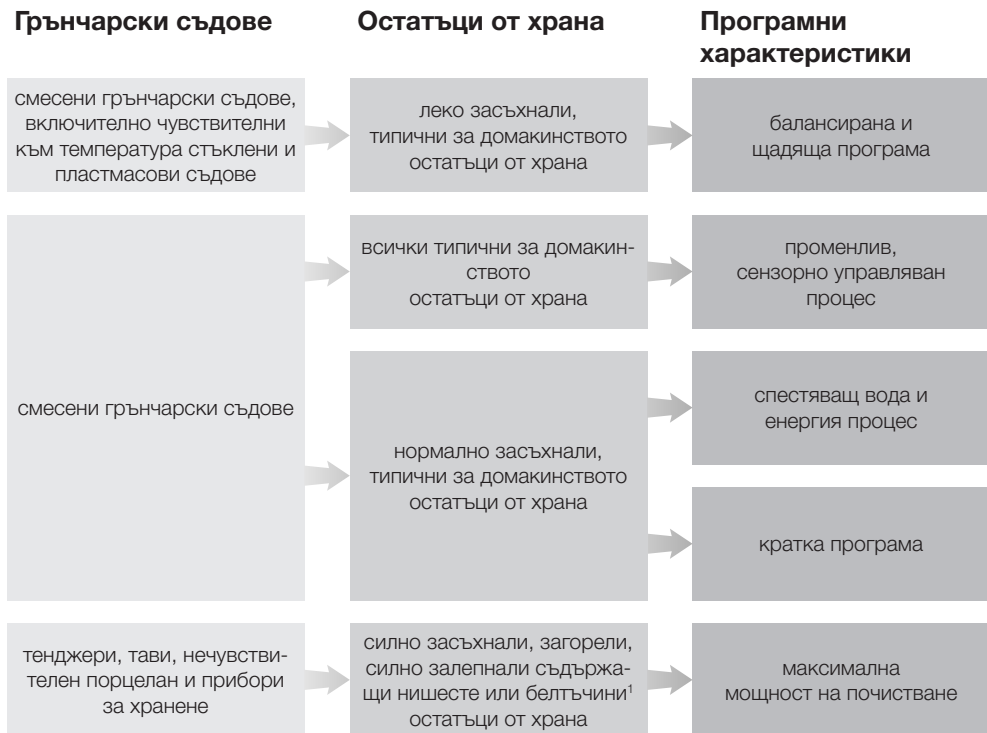 Грънчарски съдове
Остатъци от храна
Програмни
характеристики
смесени грънчарски съдове,
включително чувствителни
към температура стъклени и
пластмасови съдове
леко засъхнали,
типични за домакинството
остатъци от храна
балансирана и
щадяща програма
смесени грънчарски съдове
всички типични за домакин-
ството
остатъци от храна
променлив,
сензорно управляван
процес
нормално засъхнали,
типични за домакинството
остатъци от храна
спестяващ вода и
енергия процес
кратка програма
тенджери, тави, нечувстви-
телен порцелан и прибори
за хранене
силно засъхнали, загорели,
силно залепнали съдържа-
щи нишесте или белтъчини¹
остатъци от храна
максимална
мощност на почистване